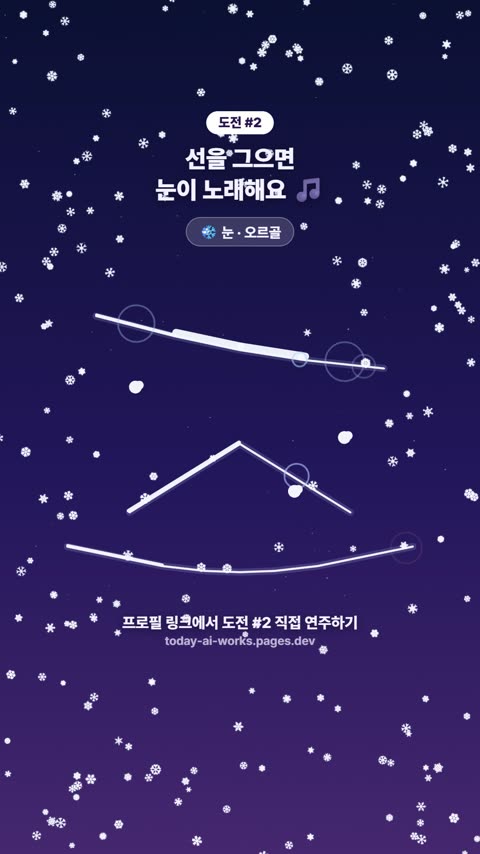 도전 #2
선을 그으면
눈이 노래해요 🎵
눈 · 오르골
프로필 링크에서 도전 #2 직접 연주하기
today-ai-works.pages.dev